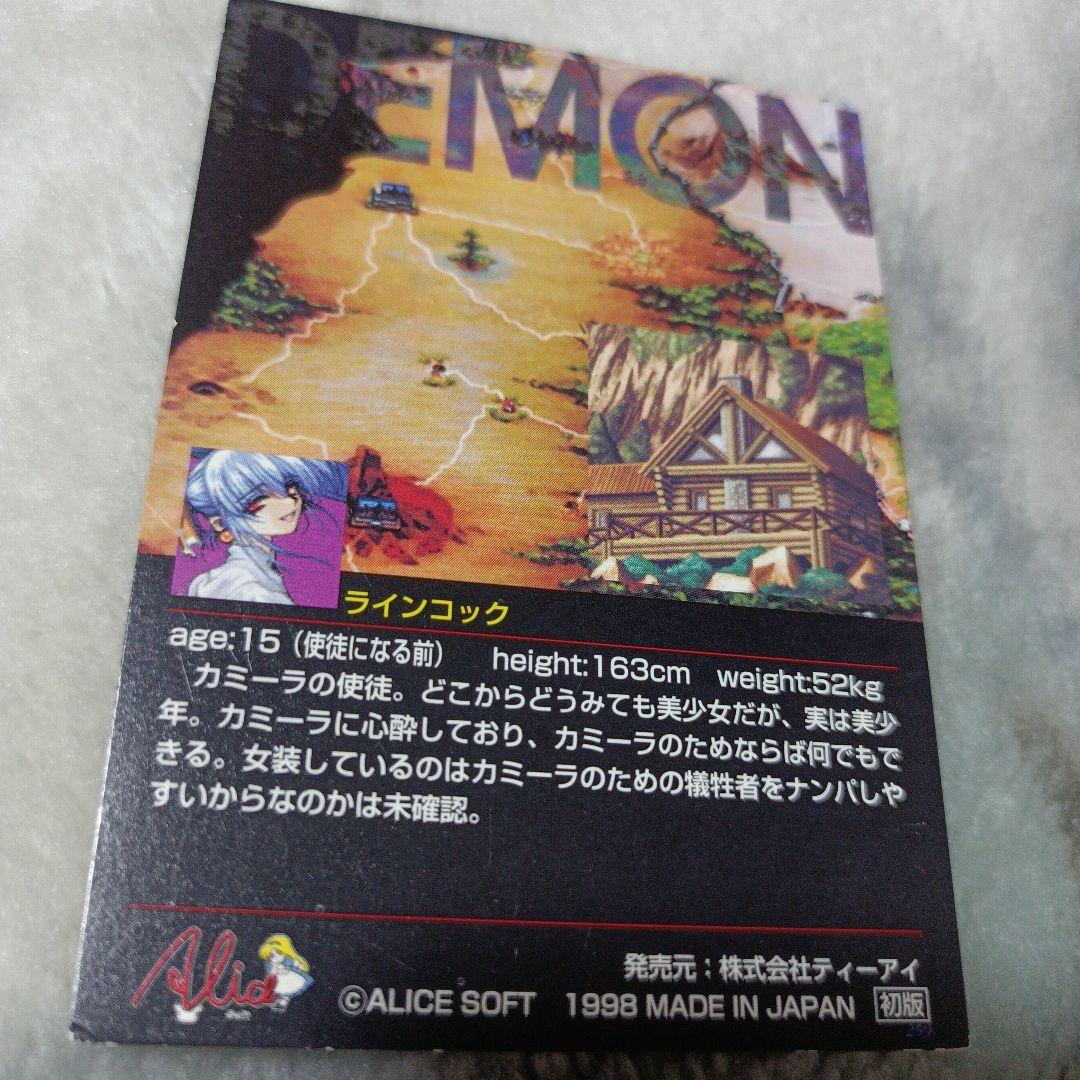 DEMON
ラインコック
age:15（使徒になる前） height:163cm weight:52kg
カミーラの使徒。どこからどうみても美少女だが、実は美少
年。カミーラに心酔しており、カミーラのためならば何でもで
きる。女装しているのはカミーラのための犠牲者をナンパしや
すいからなのかは未確認。
Alice
発売元：株式会社ティーアイ
©ALICE SOFT 1998 MADE IN JAPAN 初版